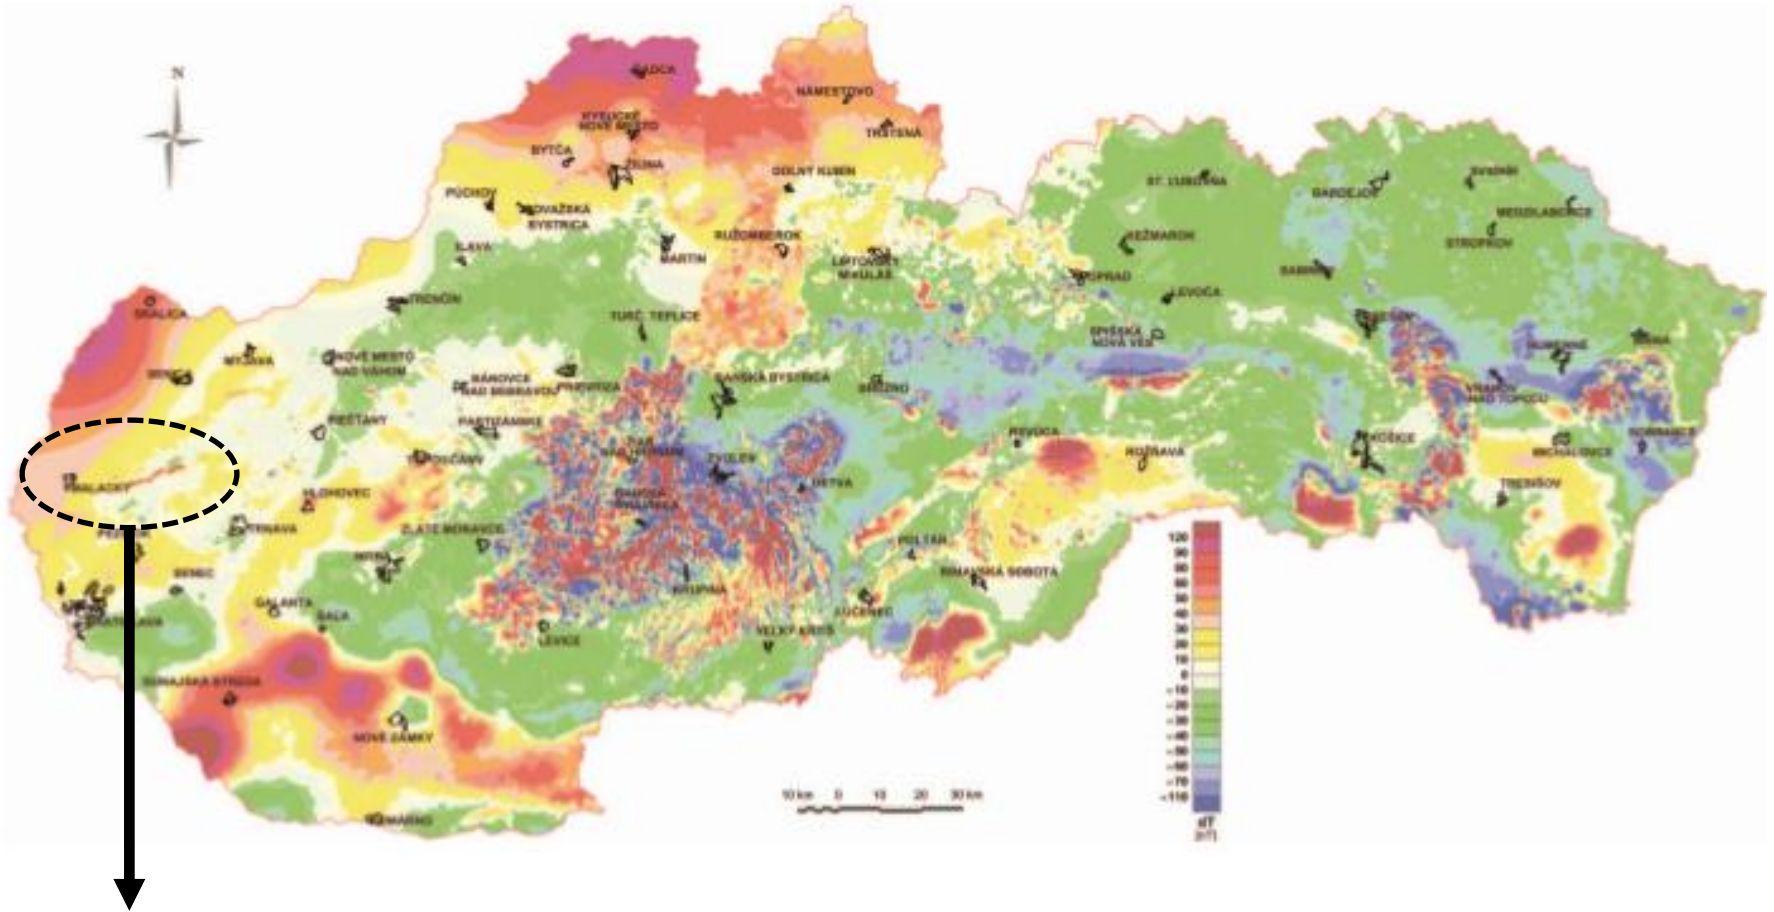 N
ČADCA
NÁMESTOVO
KYSUCKÉ
NOVÉ MESTO
TRSTENÁ
BYTČA
ŽILINA
DOLNÝ KUBÍN
PÚCHOV
POVAŽSKÁ
BYSTRICA
ST. ĽUBOVŇA
BARDEJOV
SVIDNÍK
MEDZILABORCE
STROPKOV
RUŽOMBEROK
KEŽMAROK
ILAVA
MARTIN
LIPTOVSKÝ
MIKULÁŠ
POPRAD
SABINOV
LEVOČA
TRENČÍN
SKALICA
TURČ. TEPLICE
PREŠOV
SPIŠSKÁ
NOVÁ VES
SNINA
HUMENNÉ
MYJAVA
NOVÉ MESTO
NAD VÁHOM
SENICA
BÁNOVCE
NAD BEBRAVOU
PRIEVIDZA
BANSKÁ BYSTRICA
BREZNO
VRANOV
NAD TOPĽOU
PIEŠŤANY
PARTIZÁNSKE
REVÚCA
KOŠICE
SOBRANCE
MICHALOVCE
ROŽŇAVA
TOPOĽČANY
ŽIAR
NAD HRONOM
ZVOLEN
DETVA
MALACKY
HLOHOVEC
BANSKÁ
ŠTIAVNICA
TREBIŠOV
TRNAVA
ZLATÉ MORAVCE
PEZINOK
POLTÁR
NITRA
SENEC
RIMAVSKÁ SOBOTA
KRUPINA
GALANTA
LUČENEC
ŠAĽA
BRATISLAVA
LEVICE
VEĽKÝ KRTÍŠ
DUNAJSKÁ STREDA
NOVÉ ZÁMKY
KOMÁRNO
120
90
60
50
40
30
20
10
0
-10
-20
-30
-40
-50
-60
-70
-110
dT
[nT]
10 km 0 10 20 30 km